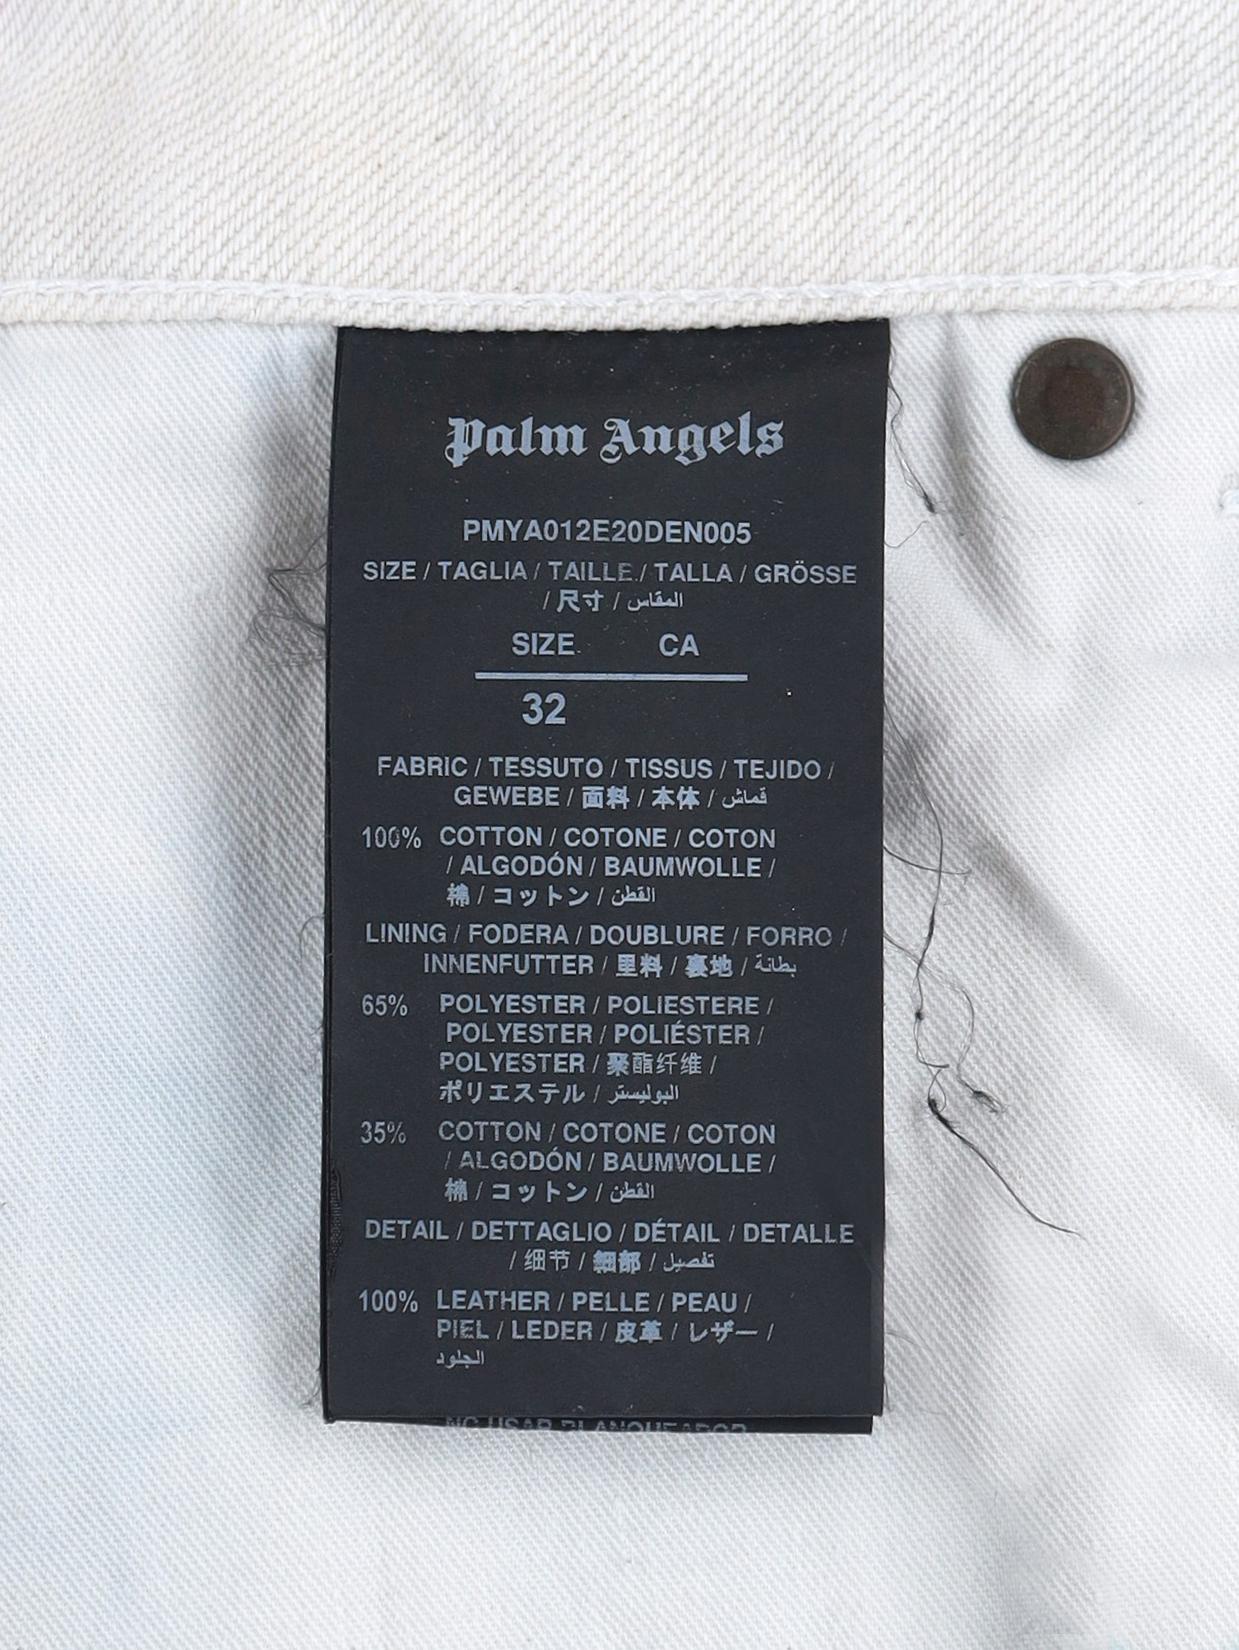 Palm Angels
PMYA012E20DEN005
SIZE / TAGLIA / TAILLE / TALLA / GRÖSSE
/ 尺寸 / المقاس
SIZE CA
32
FABRIC / TESSUTO / TISSUS / TEJIDO /
GEWEBE / 面料 / 本体 / قماش
100% COTTON / COTONE / COTON
/ ALGODÓN / BAUMWOLLE /
棉 / コットン / القطن
LINING / FODERA / DOUBLURE / FORRO /
INNENFUTTER / 里料 / 裏地 / بطانة
65% POLYESTER / POLIESTERE /
POLYESTER / POLIÉSTER /
POLYESTER / 聚酯纤维 /
ポリエステル / البوليستر
35% COTTON / COTONE / COTON
/ ALGODÓN / BAUMWOLLE /
棉 / コットン / القطن
DETAIL / DETTAGLIO / DÉTAIL / DETALLE
/ 细节 / 細部 / تفصيل
100% LEATHER / PELLE / PEAU /
PIEL / LEDER / 皮革 / レザー /
الجلود
USAR BLANQUEADOR